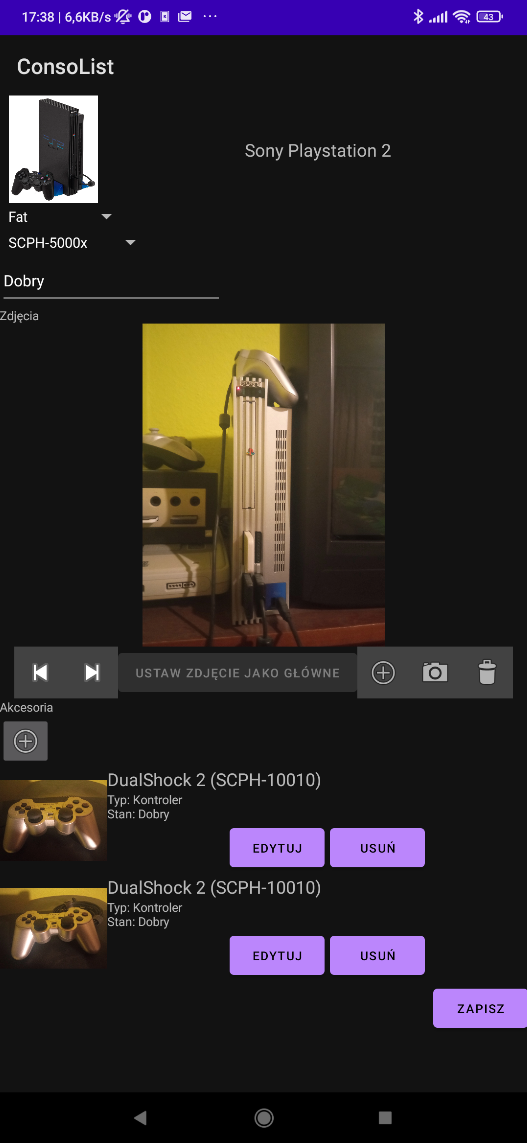 17:38 | 6,6KB/s ... 43
ConsoList
Sony Playstation 2
Fat
SCPH-5000x
Dobry
Zdjęcia
USTAW ZDJĘCIE JAKO GŁÓWNE
Akcesoria
DualShock 2 (SCPH-10010)
Typ: Kontroler
Stan: Dobry
EDYTUJ USUŃ
DualShock 2 (SCPH-10010)
Typ: Kontroler
Stan: Dobry
EDYTUJ USUŃ
ZAPISZ